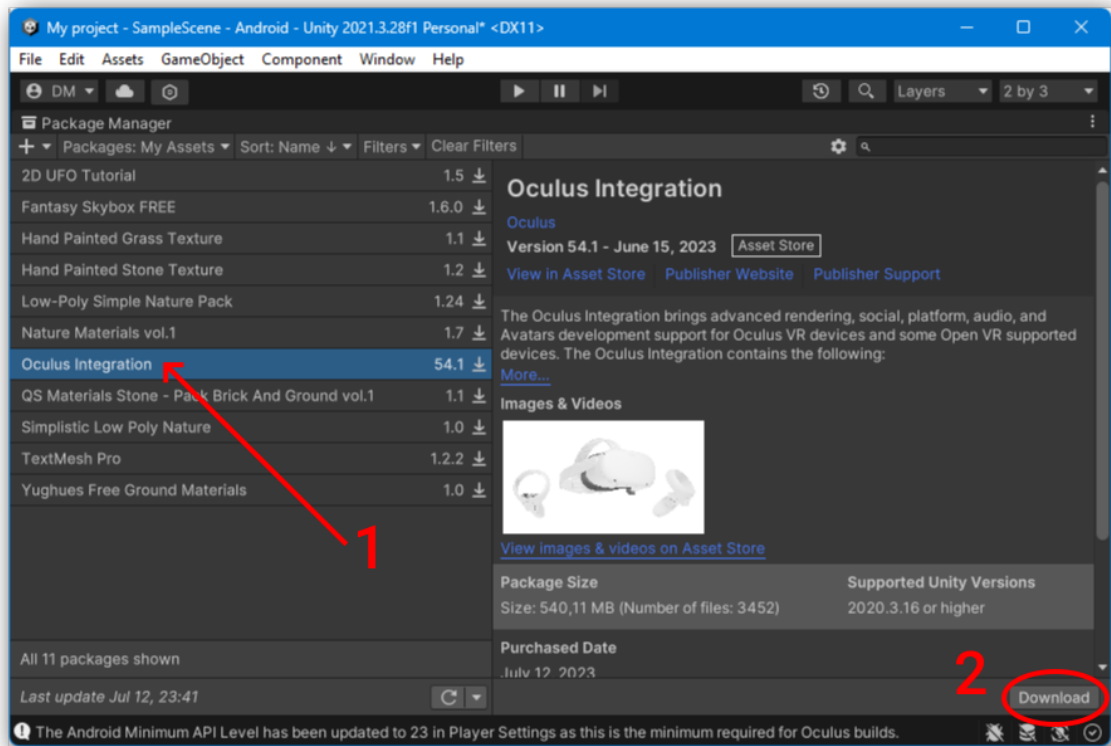 My project - SampleScene - Android - Unity 2021.3.28f1 Personal* <DX11>
File Edit Assets GameObject Component Window Help
DM Layers 2 by 3
Package Manager
Packages: My Assets Sort: Name ↓ Filters Clear Filters
2D UFO Tutorial 1.5
Fantasy Skybox FREE 1.6.0
Hand Painted Grass Texture 1.1
Hand Painted Stone Texture 1.2
Low-Poly Simple Nature Pack 1.24
Nature Materials vol.1 1.7
Oculus Integration 54.1
QS Materials Stone - Pack Brick And Ground vol.1 1.1
Simplistic Low Poly Nature 1.0
TextMesh Pro 1.2.2
Yughues Free Ground Materials 1.0
1
All 11 packages shown
Last update Jul 12, 23:41
Oculus Integration
Oculus
Version 54.1 - June 15, 2023 Asset Store
View in Asset Store Publisher Website Publisher Support
The Oculus Integration brings advanced rendering, social, platform, audio, and
Avatars development support for Oculus VR devices and some Open VR supported
devices. The Oculus Integration contains the following:
More...
Images & Videos
View images & videos on Asset Store
Package Size Supported Unity Versions
Size: 540,11 MB (Number of files: 3452) 2020.3.16 or higher
Purchased Date
July 12, 2023
2
Download
The Android Minimum API Level has been updated to 23 in Player Settings as this is the minimum required for Oculus builds.